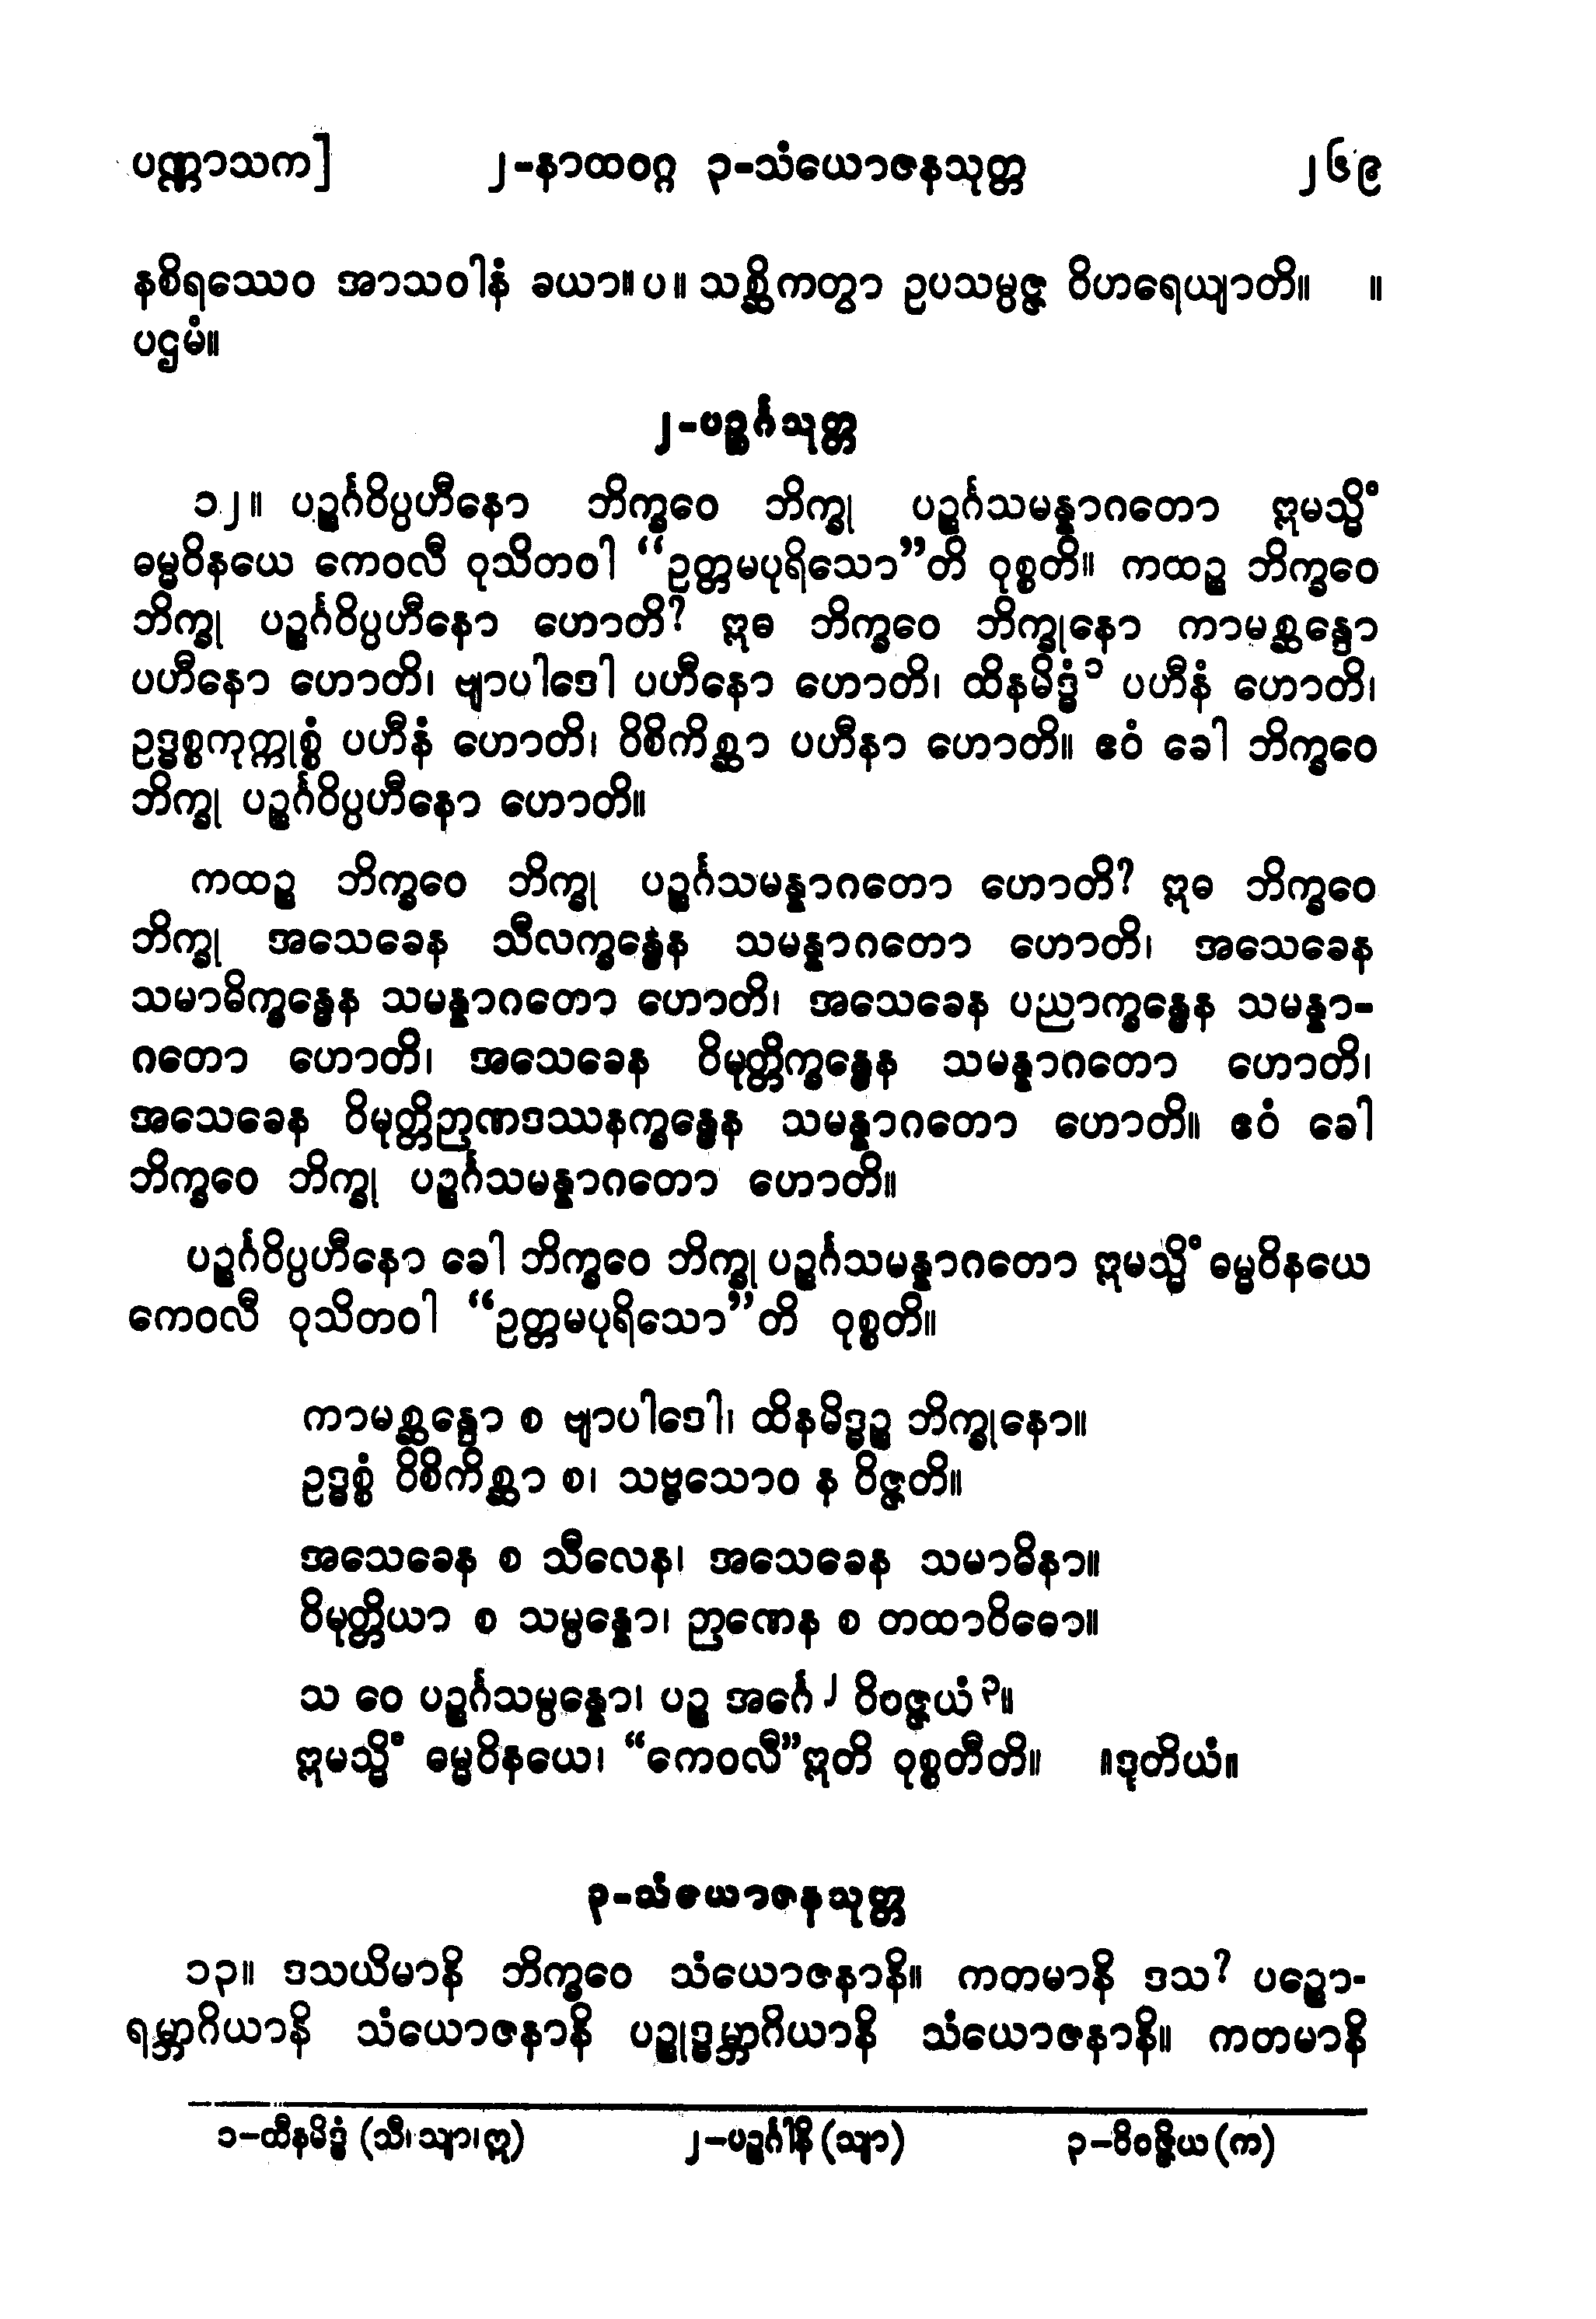 ပဏ္ဏာသက] ၂-နာထဝဂ္ဂ ၃-သံယောဇနသုတ္တ ၂၆၉
နစိရဿေဝ အာသဝါနံ ခယာ။ပ။ သစ္ဆိကတွာ ဥပသမ္ပဇ္ဇ ဝိဟရေယျာတိ။ ။
ပဌမံ။
၂-ပဉ္စင်္ဂသုတ္တ
၁၂။ ပဉ္စင်္ဂဝိပ္ပဟီနော ဘိက္ခဝေ ဘိက္ခု ပဉ္စင်္ဂသမန္နာဂတော ဣမသ္မိံ
ဓမ္မဝိနယေ ကေဝလီ ဝုသိတဝါ “ဥတ္တမပုရိသော”တိ ဝုစ္စတိ။ ကထဉ္စ ဘိက္ခဝေ
ဘိက္ခု ပဉ္စင်္ဂဝိပ္ပဟီနော ဟောတိ? ဣဓ ဘိက္ခဝေ ဘိက္ခုနော ကာမစ္ဆန္ဒော
ပဟီနော ဟောတိ၊ ဗျာပါဒေါ ပဟီနော ဟောတိ၊ ထိနမိဒ္ဓံ၁ ပဟီနံ ဟောတိ၊
ဥဒ္ဓစ္စကုက္ကုစ္စံ ပဟီနံ ဟောတိ၊ ဝိစိကိစ္ဆာ ပဟီနာ ဟောတိ။ ဧဝံ ခေါ ဘိက္ခဝေ
ဘိက္ခု ပဉ္စင်္ဂဝိပ္ပဟီနော ဟောတိ။
ကထဉ္စ ဘိက္ခဝေ ဘိက္ခု ပဉ္စင်္ဂသမန္နာဂတော ဟောတိ? ဣဓ ဘိက္ခဝေ
ဘိက္ခု အသေခေန သီလက္ခန္ဓေန သမန္နာဂတော ဟောတိ၊ အသေခေန
သမာဓိက္ခန္ဓေန သမန္နာဂတော ဟောတိ၊ အသေခေန ပညာက္ခန္ဓေန သမန္နာ-
ဂတော ဟောတိ၊ အသေခေန ဝိမုတ္တိက္ခန္ဓေန သမန္နာဂတော ဟောတိ၊
အသေခေန ဝိမုတ္တိဉာဏဒဿနက္ခန္ဓေန သမန္နာဂတော ဟောတိ။ ဧဝံ ခေါ
ဘိက္ခဝေ ဘိက္ခု ပဉ္စင်္ဂသမန္နာဂတော ဟောတိ။
ပဉ္စင်္ဂဝိပ္ပဟီနော ခေါ ဘိက္ခဝေ ဘိက္ခု ပဉ္စင်္ဂသမန္နာဂတော ဣမသ္မိံ ဓမ္မဝိနယေ
ကေဝလီ ဝုသိတဝါ “ဥတ္တမပုရိသော”တိ ဝုစ္စတိ။
ကာမစ္ဆန္ဒော စ ဗျာပါဒေါ၊ ထိနမိဒ္ဓဉ္စ ဘိက္ခုနော။
ဥဒ္ဓစ္စံ ဝိစိကိစ္ဆာ စ၊ သဗ္ဗသောဝ န ဝိဇ္ဇတိ။
အသေခေန စ သီလေန၊ အသေခေန သမာဓိနာ။
ဝိမုတ္တိယာ စ သမ္ပန္နော၊ ဉာဏေန စ တထာဝိဓော။
သ ဝေ ပဉ္စင်္ဂသမ္ပန္နော၊ ပဉ္စ အင်္ဂေ၂ ဝိဝဇ္ဇယံ၃။
ဣမသ္မိံ ဓမ္မဝိနယေ၊ “ကေဝလီ”ဣတိ ဝုစ္စတီတိ။ ။ဒုတိယံ။
၃-သံယောဇနသုတ္တ
၁၃။ ဒသယိမာနိ ဘိက္ခဝေ သံယောဇနာနိ။ ကတမာနိ ဒသ? ပဉ္စော-
ရမ္ဘာဂိယာနိ သံယောဇနာနိ ပဉ္စုဒ္ဓမ္ဘာဂိယာနိ သံယောဇနာနိ။ ကတမာနိ
၁-ထီနမိဒ္ဓံ (သီ၊ သျာ၊ ဣ) ၂-ပဉ္စင်္ဂါနိ (သျာ) ၃-ဝိဝဇ္ဇိယ (က)